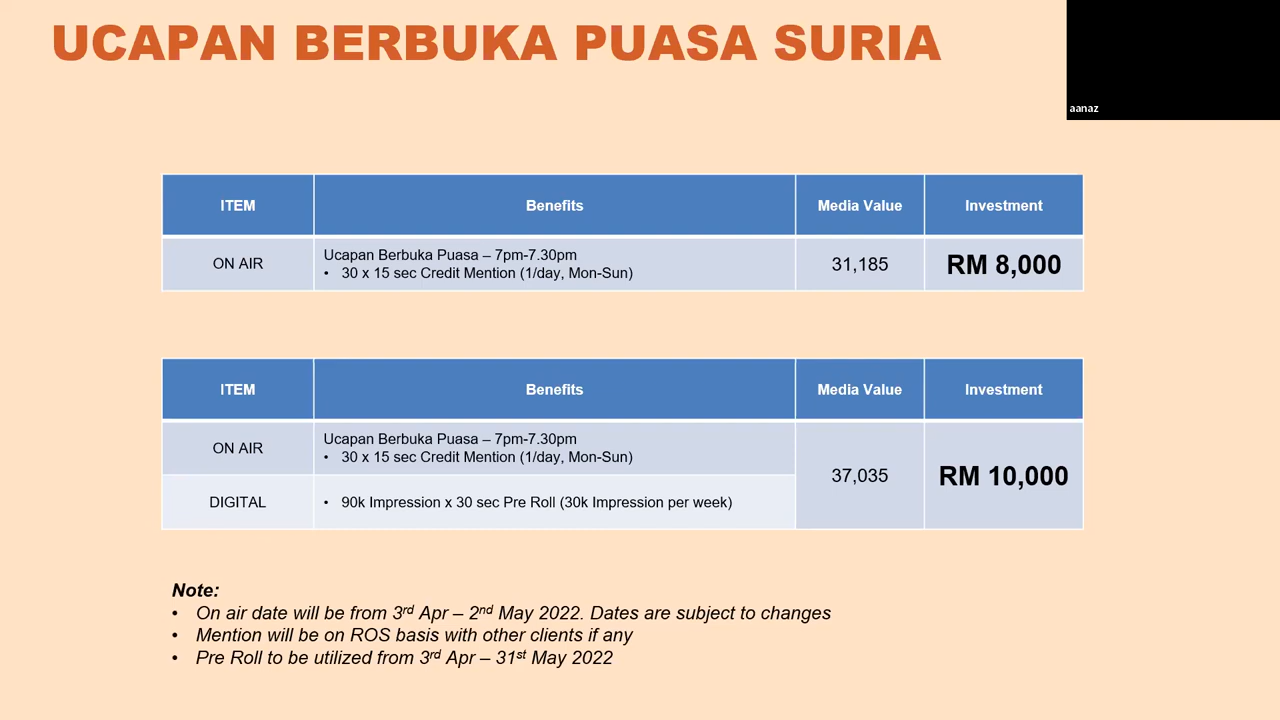 UCAPAN BERBUKA PUASA SURIA
aanaz
ITEM Benefits Media Value Investment
ON AIR Ucapan Berbuka Puasa – 7pm-7.30pm
• 30 x 15 sec Credit Mention (1/day, Mon-Sun) 31,185 RM 8,000
ITEM Benefits Media Value Investment
ON AIR Ucapan Berbuka Puasa – 7pm-7.30pm
• 30 x 15 sec Credit Mention (1/day, Mon-Sun) 37,035 RM 10,000
DIGITAL • 90k Impression x 30 sec Pre Roll (30k Impression per week)
Note:
• On air date will be from 3rd Apr – 2nd May 2022. Dates are subject to changes
• Mention will be on ROS basis with other clients if any
• Pre Roll to be utilized from 3rd Apr – 31st May 2022